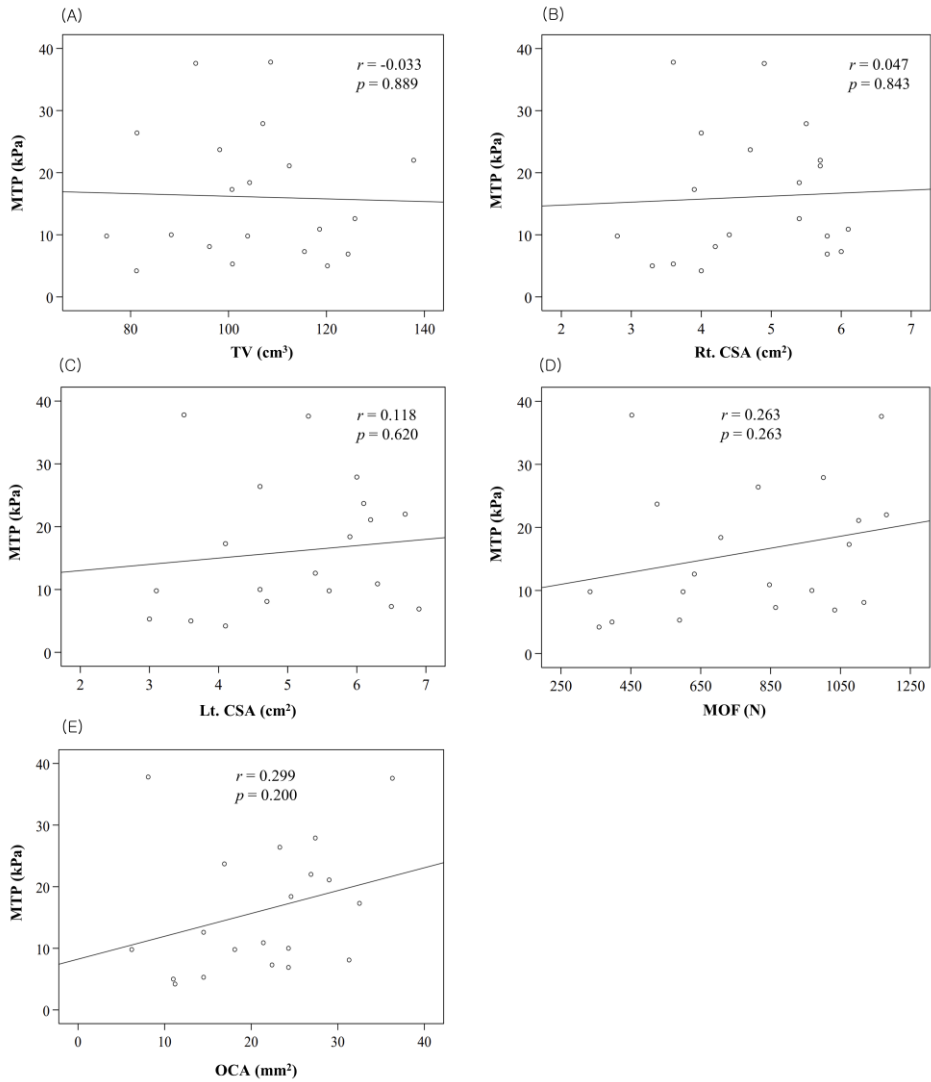 (A)
r = -0.033
p = 0.889
MTP (kPa)
40
30
20
10
0
80 100 120 140
TV (cm³)
(B)
r = 0.047
p = 0.843
MTP (kPa)
40
30
20
10
0
2 3 4 5 6 7
Rt. CSA (cm²)
(C)
r = 0.118
p = 0.620
MTP (kPa)
40
30
20
10
0
2 3 4 5 6 7
Lt. CSA (cm²)
(D)
r = 0.263
p = 0.263
MTP (kPa)
40
30
20
10
0
250 450 650 850 1050 1250
MOF (N)
(E)
r = 0.299
p = 0.200
MTP (kPa)
40
30
20
10
0
0 10 20 30 40
OCA (mm²)